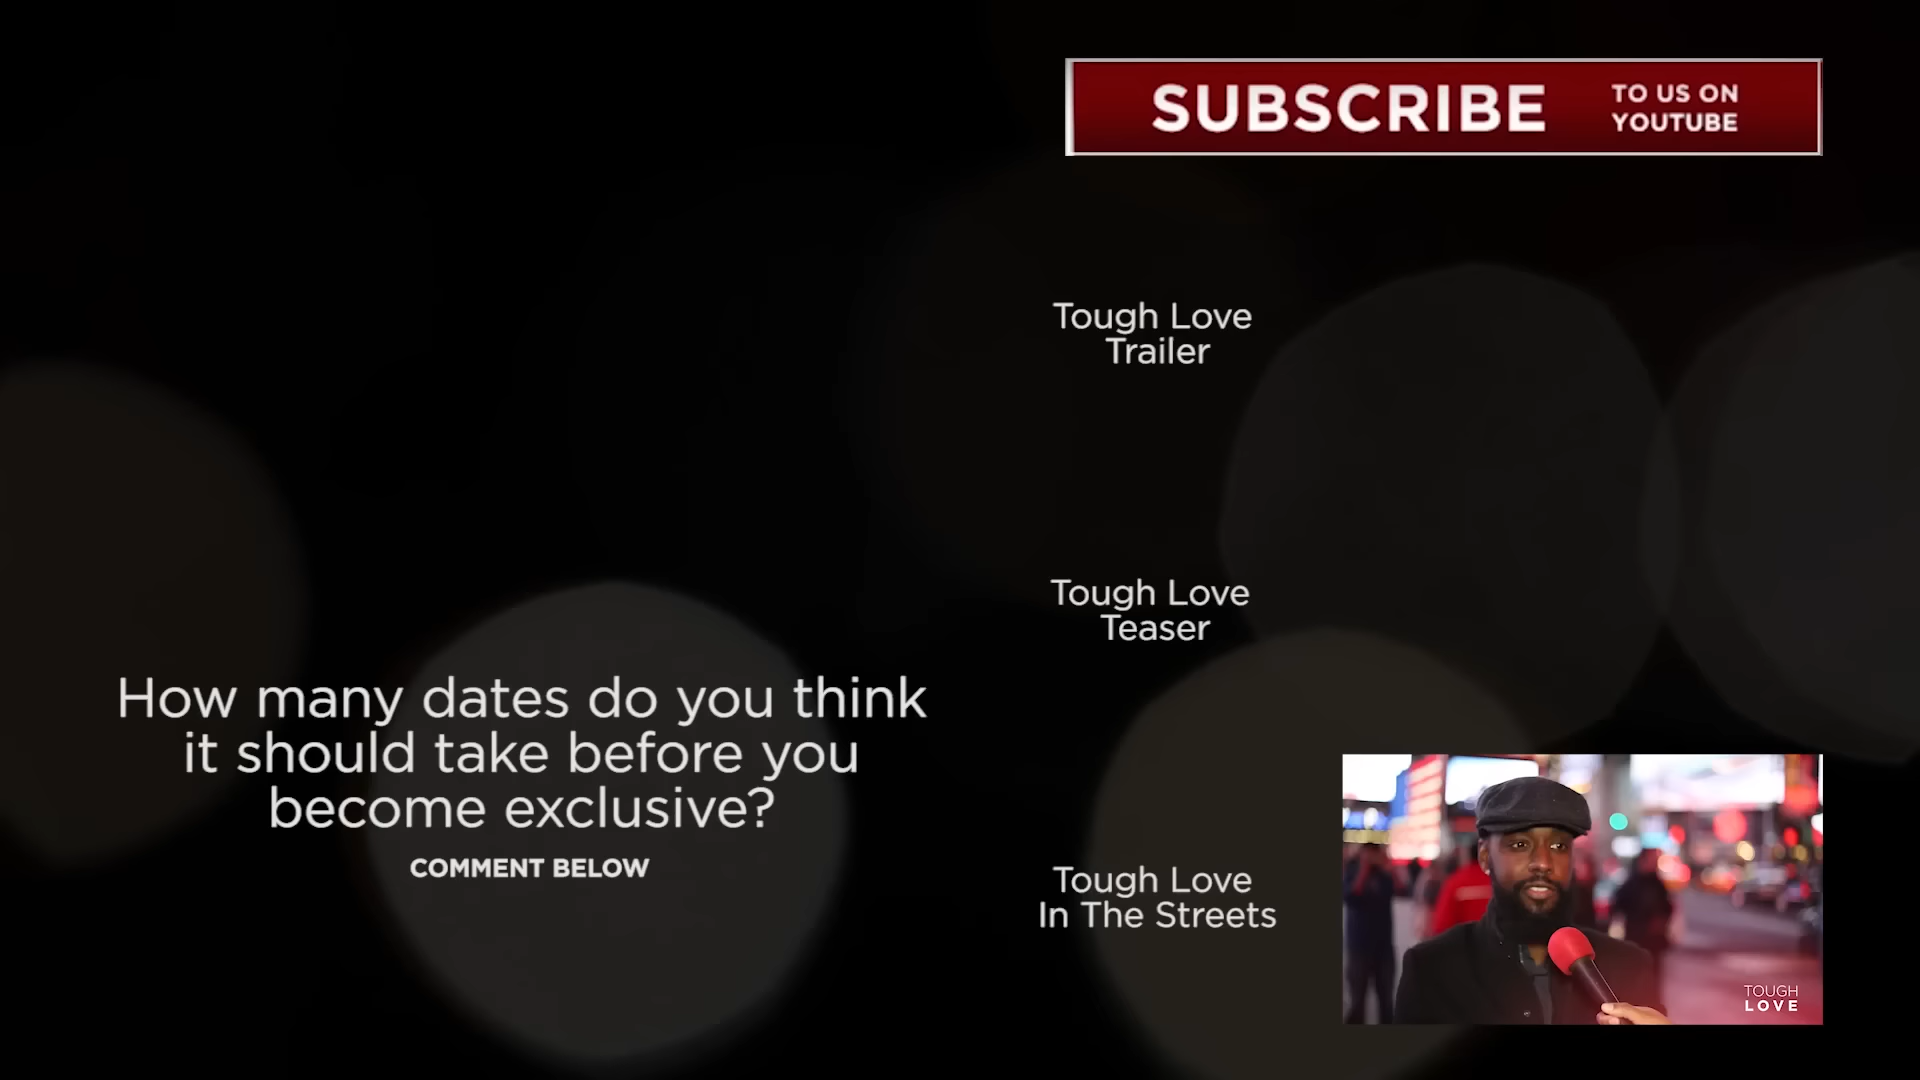 SUBSCRIBE
TO US ON
YOUTUBE
Tough Love
Trailer
Tough Love
Teaser
How many dates do you think
it should take before you
become exclusive?
COMMENT BELOW
Tough Love
In The Streets
TOUGH
LOVE